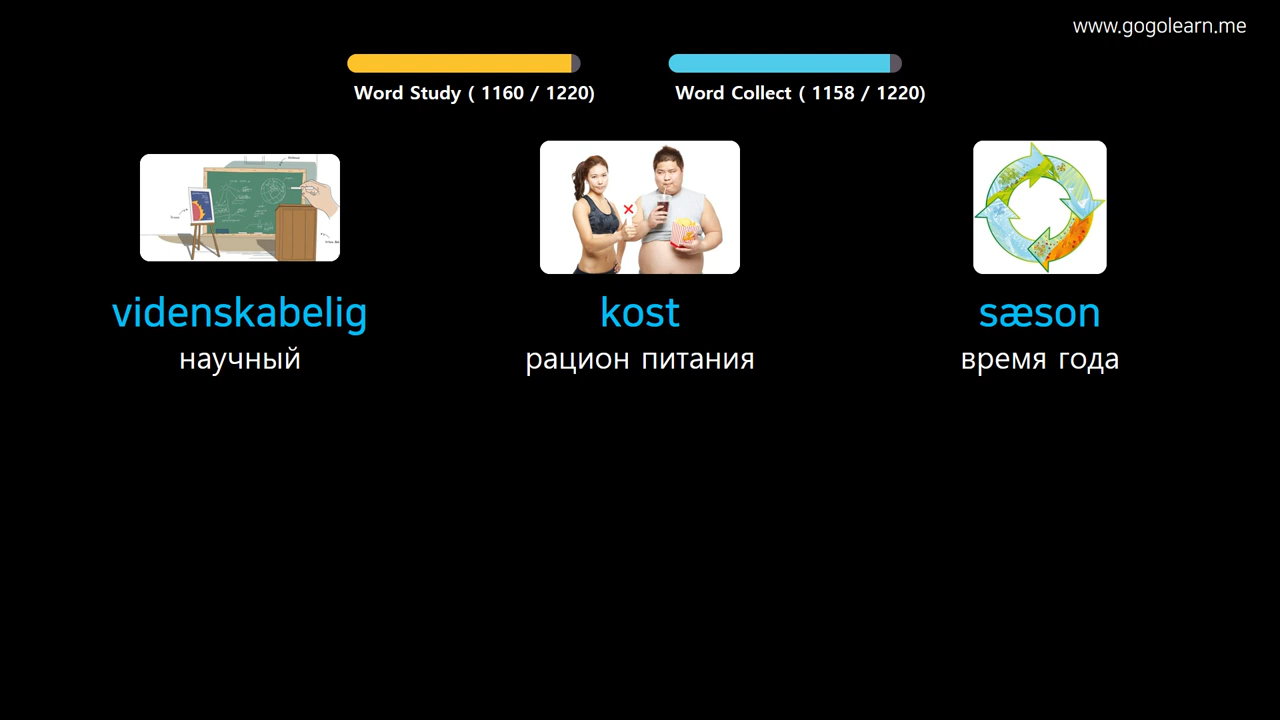 www.gogolearn.me
Word Study ( 1160 / 1220)
Word Collect ( 1158 / 1220)
videnskabelig
kost
sæson
научный
рацион питания
время года